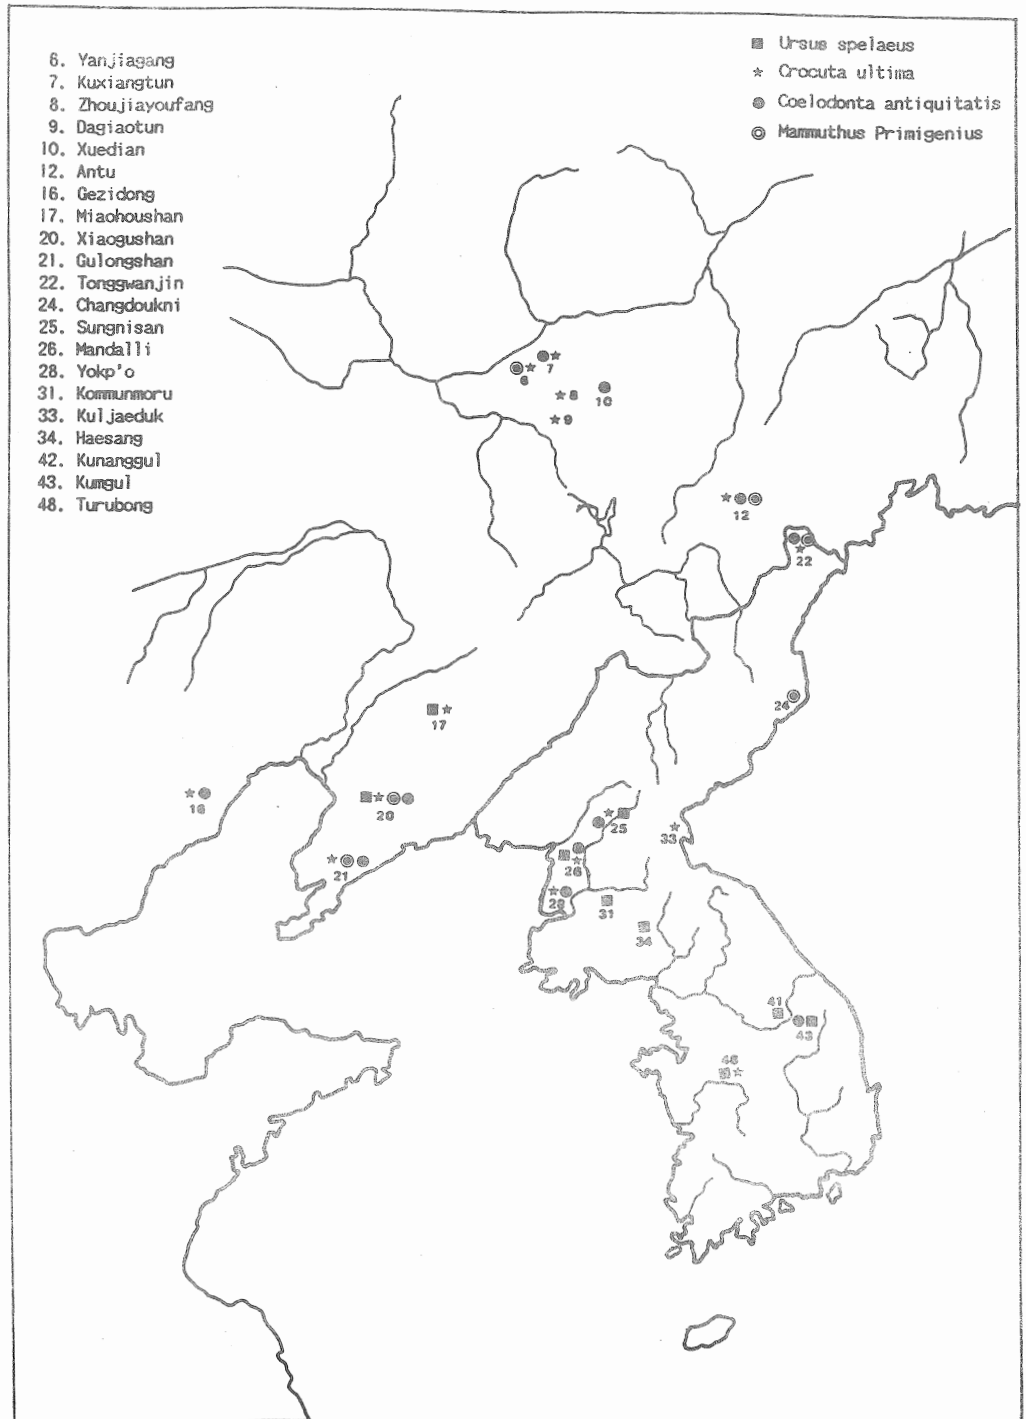 6. Yanjiagang
7. Kuxiangtun
8. Zhoujiayoufang
9. Dagiaotun
10. Xuedian
12. Antu
16. Gezidong
17. Miaohoushan
20. Xiaogushan
21. Gulongshan
22. Tonggwanjin
24. Changdoukni
25. Sungnisan
26. Mandalli
28. Yokp'o
31. Kommunmoru
33. Kuljaeduk
34. Haesang
42. Kunanggul
43. Kumgul
48. Turubong
Ursus spelaeus
Crocuta ultima
Coelodonta antiquitatis
Mammuthus Primigenius
7
6
8
10
9
12
22
24
17
16
20
25
33
21
26
28
31
34
41
43
48